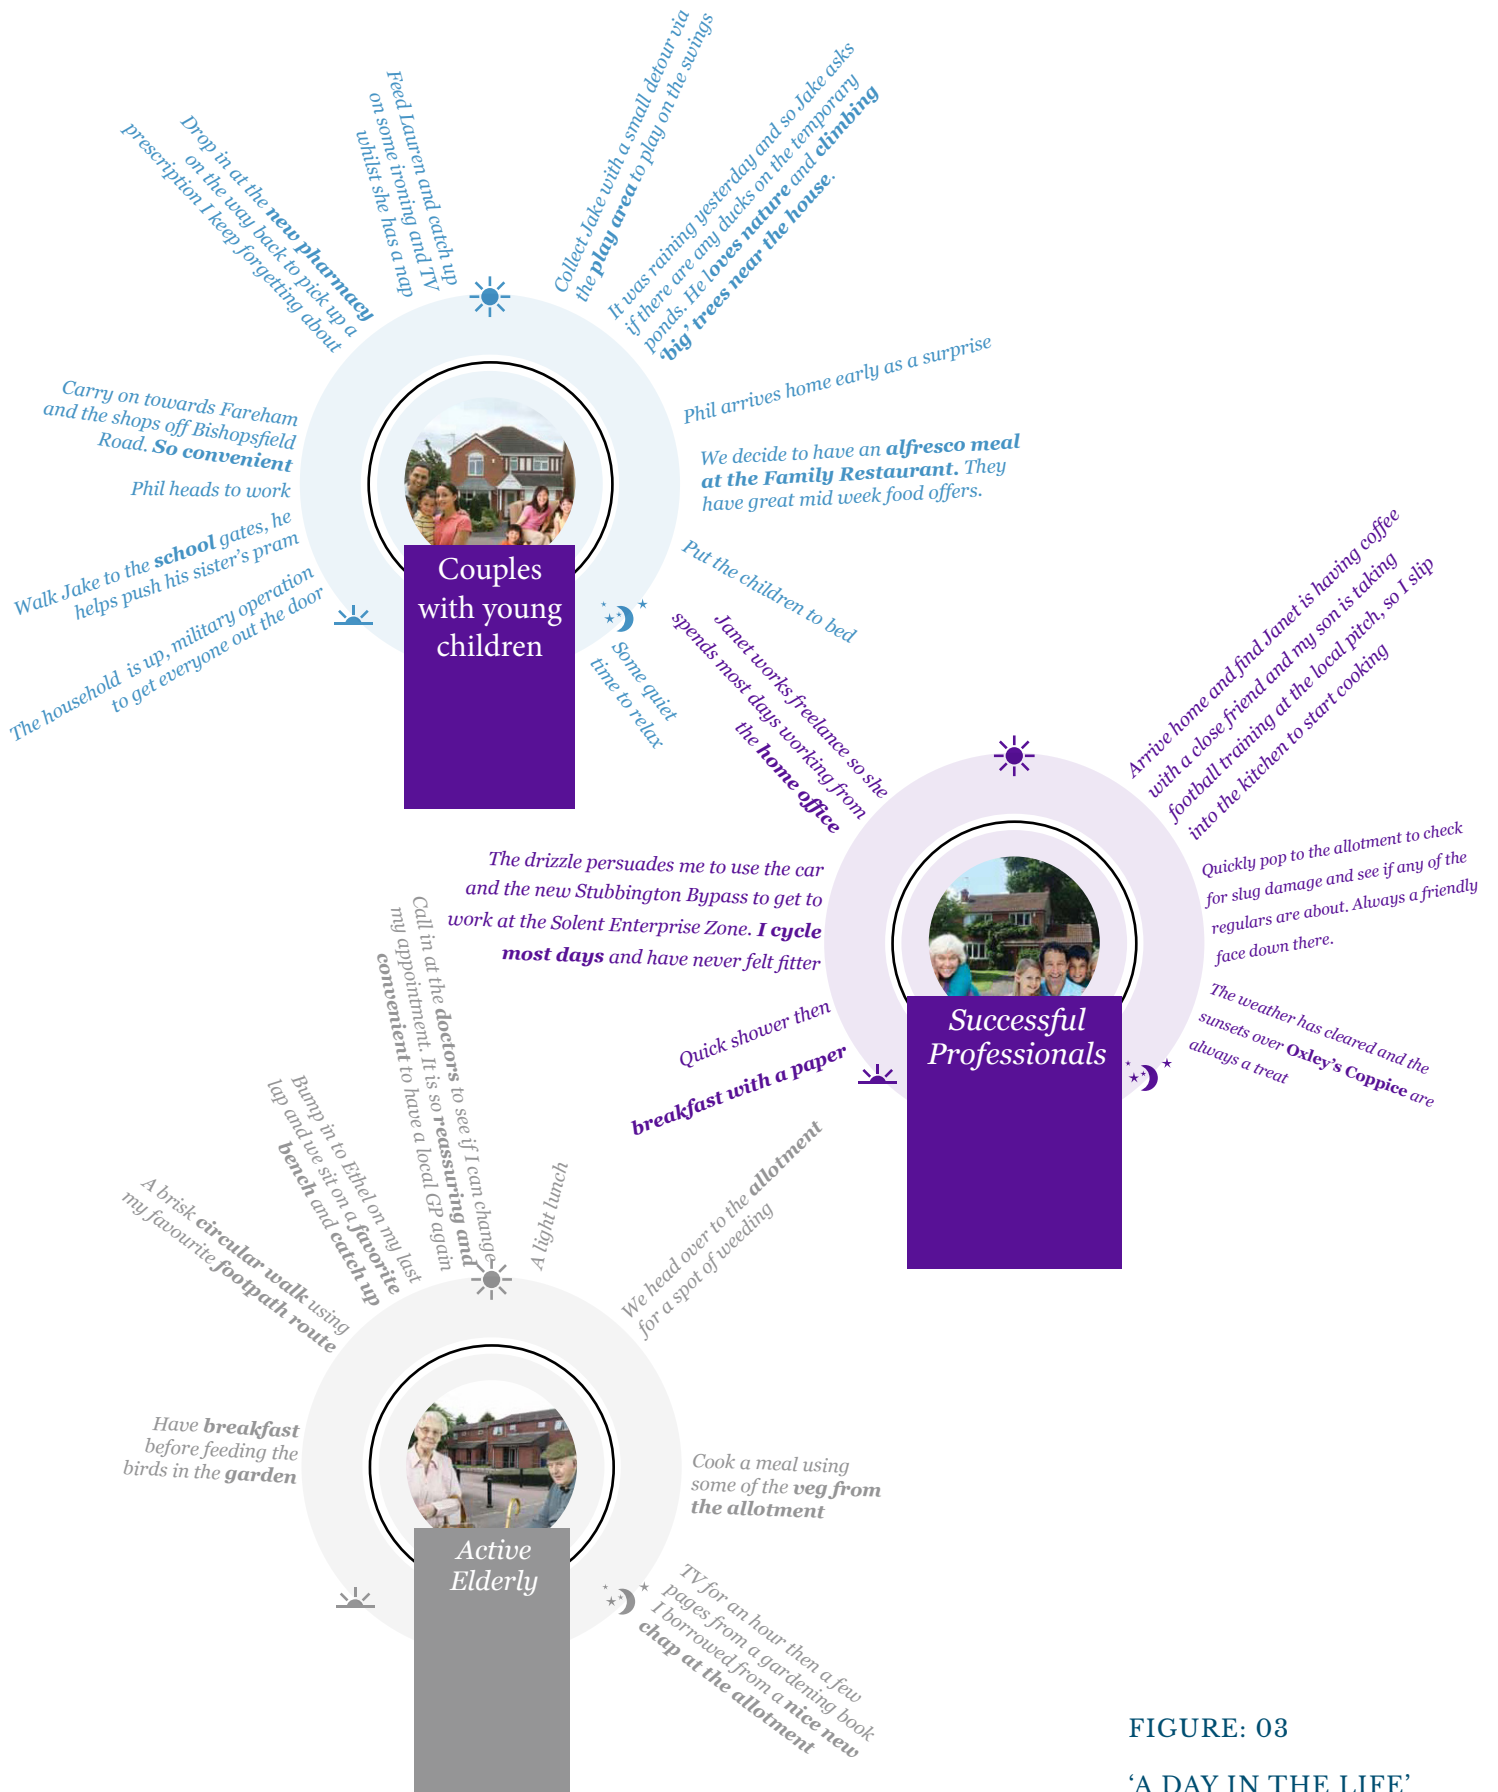 The household is up, military operation
to get everyone out the door
Walk Jake to the school gates, he
helps push his sister's pram
Phil heads to work
Carry on towards Fareham
and the shops off Bishopsfield
Road. So convenient
Drop in at the new pharmacy
on the way back to pick up a
prescription I keep forgetting about
Feed Lauren and catch up
on some ironing and TV
whilst she has a nap
Collect Jake with a small detour via
the play area to play on the swings
It was raining yesterday and so Jake asks
if there are any ducks on the temporary
ponds. He loves nature and climbing
'big' trees near the house.
Phil arrives home early as a surprise
We decide to have an alfresco meal
at the Family Restaurant. They
have great mid week food offers.
Put the children to bed
Some quiet
time to relax
Couples
with young
children
Quick shower then
breakfast with a paper
The drizzle persuades me to use the car
and the new Stubbington Bypass to get to
work at the Solent Enterprise Zone. I cycle
most days and have never felt fitter
Janet works freelance so she
spends most days working from
the home office
Arrive home and find Janet is having coffee
with a close friend and my son is taking
football training at the local pitch, so I slip
into the kitchen to start cooking
Quickly pop to the allotment to check
for slug damage and see if any of the
regulars are about. Always a friendly
face down there.
The weather has cleared and the
sunsets over Oxley's Coppice are
always a treat
Successful
Professionals
Have breakfast
before feeding the
birds in the garden
A brisk circular walk using
my favourite footpath route
Bump in to Ethel on my last
lap and we sit on a favorite
bench and catch up
Call in at the doctors to see if I can change
my appointment. It is so reassuring and
convenient to have a local GP again
A light lunch
We head over to the allotment
for a spot of weeding
Cook a meal using
some of the veg from
the allotment
TV for an hour then a few
pages from a gardening book
I borrowed from a nice new
chap at the allotment
Active
Elderly
FIGURE: 03
'A DAY IN THE LIFE'